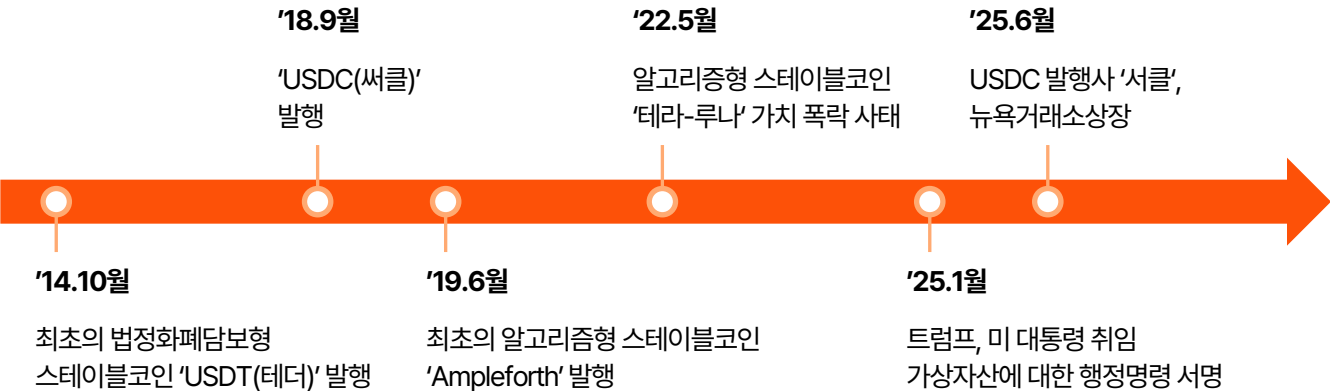 '18.9월
'USDC(써클)'
발행
'22.5월
알고리증형 스테이블코인
'테라-루나' 가치 폭락 사태
'25.6월
USDC 발행사 '서클',
뉴욕거래소상장
'14.10월
최초의 법정화폐담보형
스테이블코인 'USDT(테더)' 발행
'19.6월
최초의 알고리즘형 스테이블코인
'Ampleforth' 발행
'25.1월
트럼프, 미 대통령 취임
가상자산에 대한 행정명령 서명